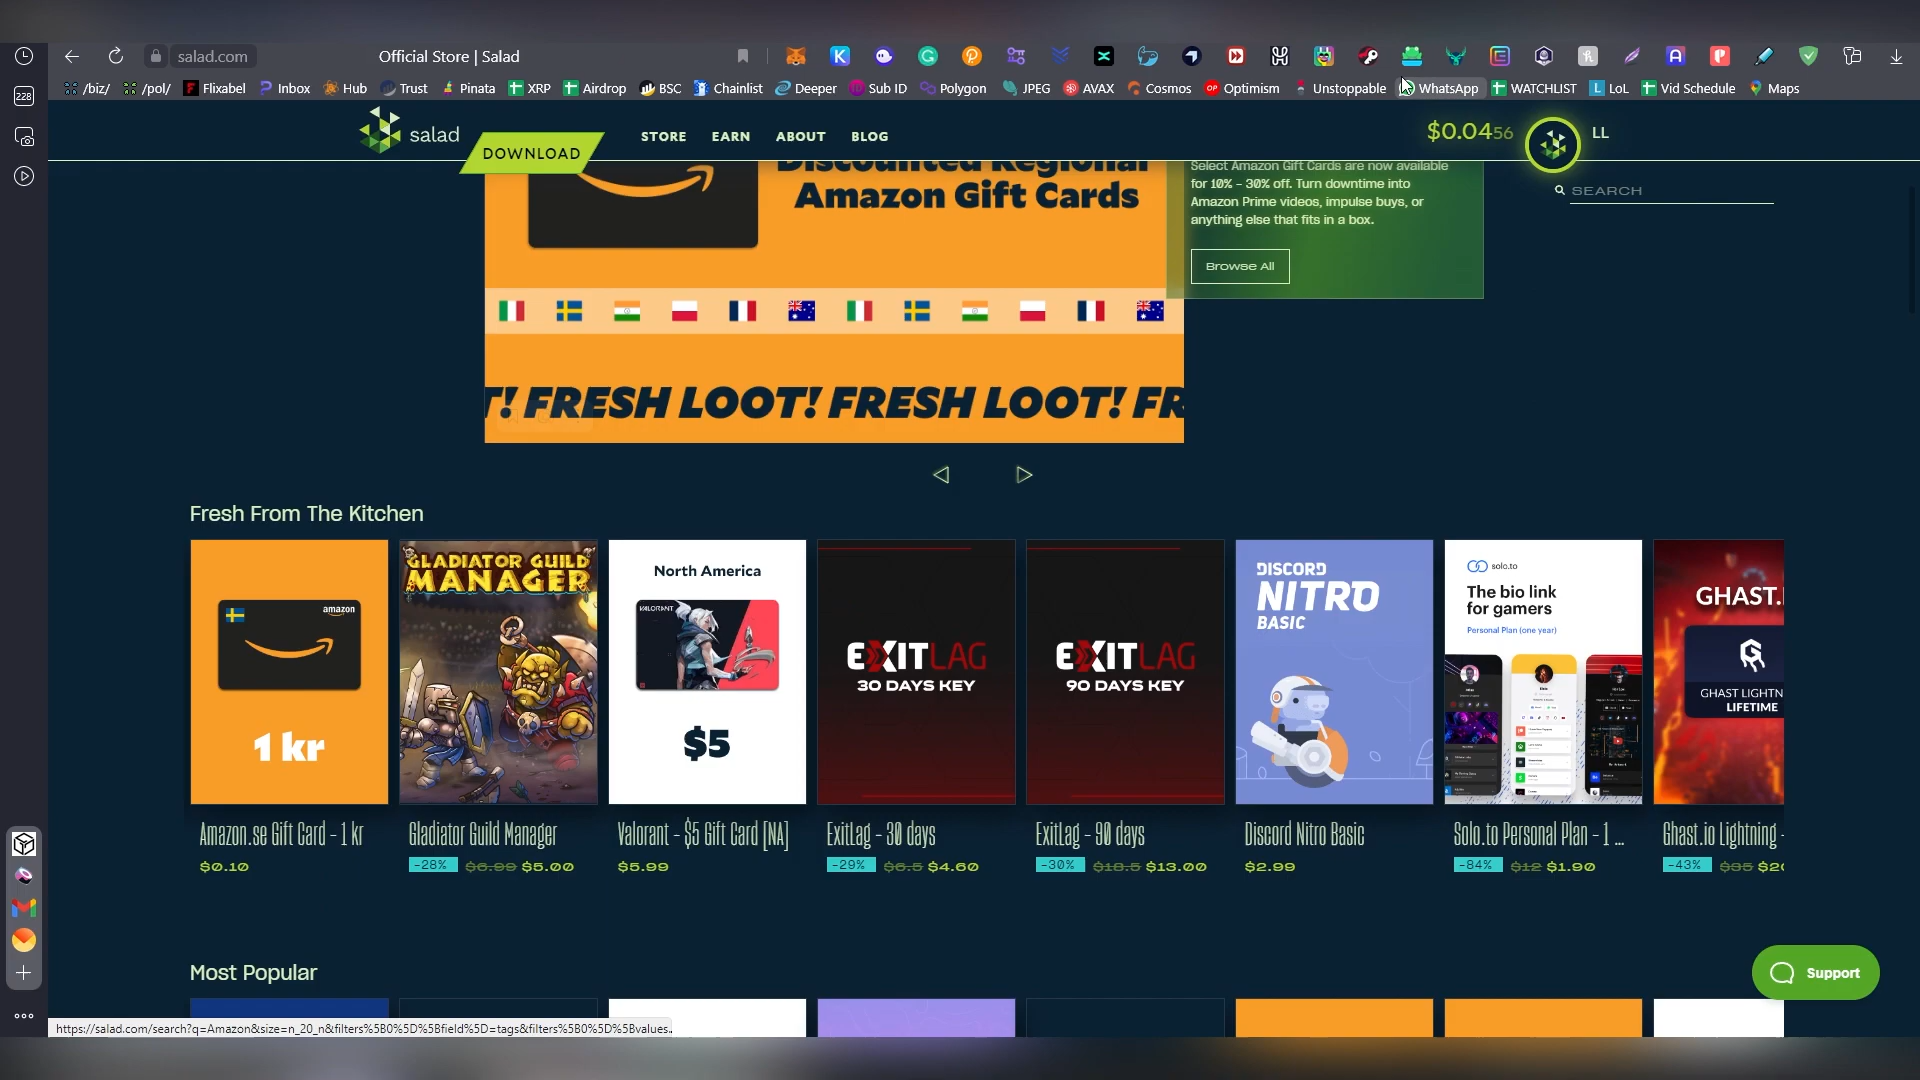 salad.com
Official Store | Salad
228
/biz/
/pol/
Flixabel
Inbox
Hub
Trust
Pinata
XRP
Airdrop
BSC
Chainlist
Deeper
Sub ID
Polygon
JPEG
AVAX
Cosmos
Optimism
Unstoppable
WhatsApp
WATCHLIST
LoL
Vid Schedule
Maps
salad
DOWNLOAD
STORE
EARN
ABOUT
BLOG
$0.0456
LL
SEARCH
Discounted Regional
Amazon Gift Cards
Select Amazon Gift Cards are now available
for 10% - 30% off. Turn downtime into
Amazon Prime videos, impulse buys, or
anything else that fits in a box.
Browse All
T! FRESH LOOT! FRESH LOOT! FR
Fresh From The Kitchen
amazon
1 kr
GLADIATOR GUILD
MANAGER
North America
VALORANT
$5
EXITLAG
30 DAYS KEY
EXITLAG
90 DAYS KEY
DISCORD
NITRO
BASIC
solo.to
The bio link
for gamers
Personal Plan (one year)
GHAST.
GHAST LIGHTN
LIFETIME
Amazon.se Gift Card - 1 kr
$0.10
Gladiator Guild Manager
-28% $6.99 $5.00
Valorant - $5 Gift Card [NA]
$5.99
ExitLag - 30 days
-29% $6.5 $4.60
ExitLag - 90 days
-30% $18.5 $13.00
Discord Nitro Basic
$2.99
Solo.to Personal Plan - 1 ...
-84% $12 $1.90
Ghast.io Lightning -
-43% $35 $20
Most Popular
Support
https://salad.com/search?q=Amazon&size=n_20_n&filters%5B0%5D%5Bfield%5D=tags&filters%5B0%5D%5Bvalues...